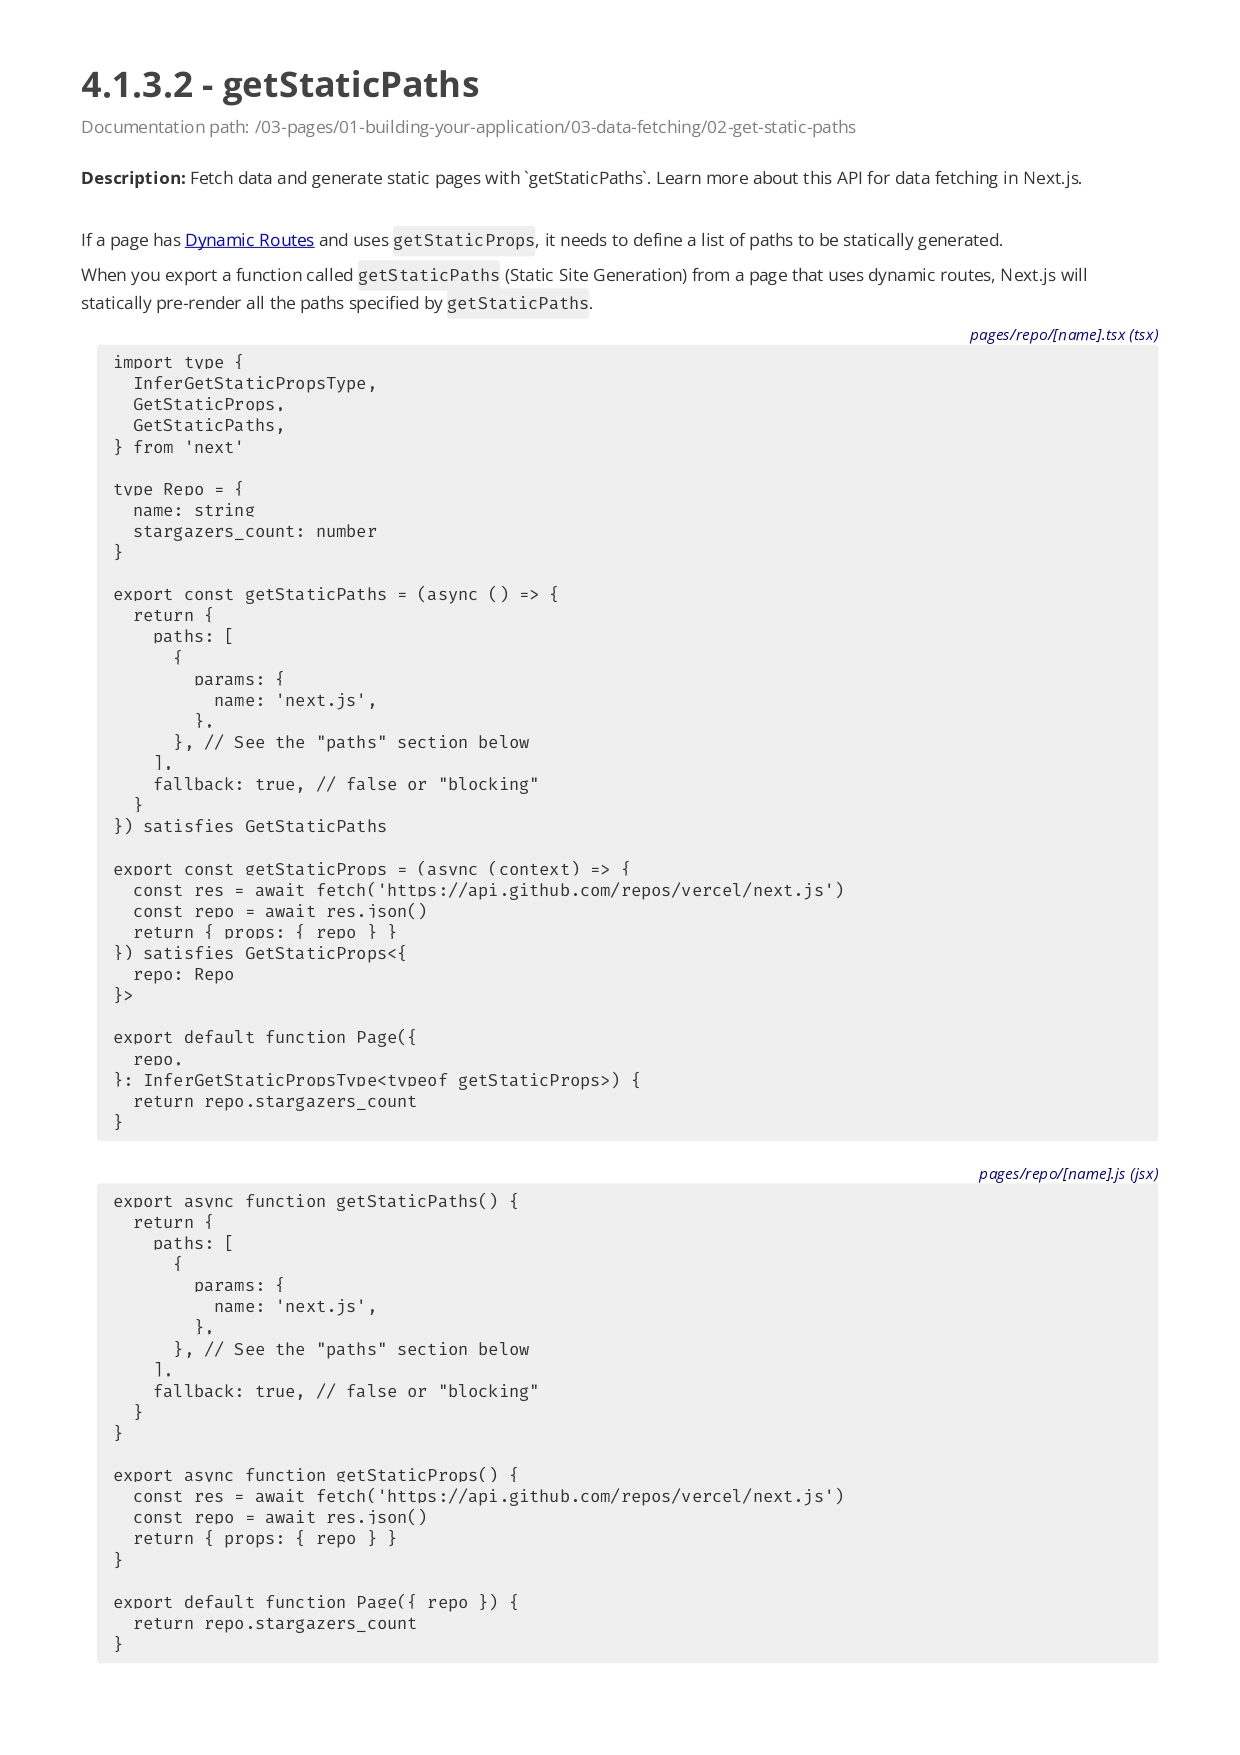 4.1.3.2 - getStaticPaths
Documentation path: /03-pages/01-building-your-application/03-data-fetching/02-get-static-paths
Description: Fetch data and generate static pages with `getStaticPaths`. Learn more about this API for data fetching in Next.js.
If a page has Dynamic Routes and uses getStaticProps, it needs to define a list of paths to be statically generated.
When you export a function called getStaticPaths (Static Site Generation) from a page that uses dynamic routes, Next.js will
statically pre-render all the paths specified by getStaticPaths.
pages/repo/[name].tsx (tsx)
import type {
  InferGetStaticPropsType,
  GetStaticProps,
  GetStaticPaths,
} from 'next'

type Repo = {
  name: string
  stargazers_count: number
}

export const getStaticPaths = (async () => {
  return {
    paths: [
      {
        params: {
          name: 'next.js',
        },
      }, // See the "paths" section below
    ],
    fallback: true, // false or "blocking"
  }
}) satisfies GetStaticPaths

export const getStaticProps = (async (context) => {
  const res = await fetch('https://api.github.com/repos/vercel/next.js')
  const repo = await res.json()
  return { props: { repo } }
}) satisfies GetStaticProps<{
  repo: Repo
}>

export default function Page({
  repo,
}: InferGetStaticPropsType<typeof getStaticProps>) {
  return repo.stargazers_count
}
pages/repo/[name].js (jsx)
export async function getStaticPaths() {
  return {
    paths: [
      {
        params: {
          name: 'next.js',
        },
      }, // See the "paths" section below
    ],
    fallback: true, // false or "blocking"
  }
}

export async function getStaticProps() {
  const res = await fetch('https://api.github.com/repos/vercel/next.js')
  const repo = await res.json()
  return { props: { repo } }
}

export default function Page({ repo }) {
  return repo.stargazers_count
}